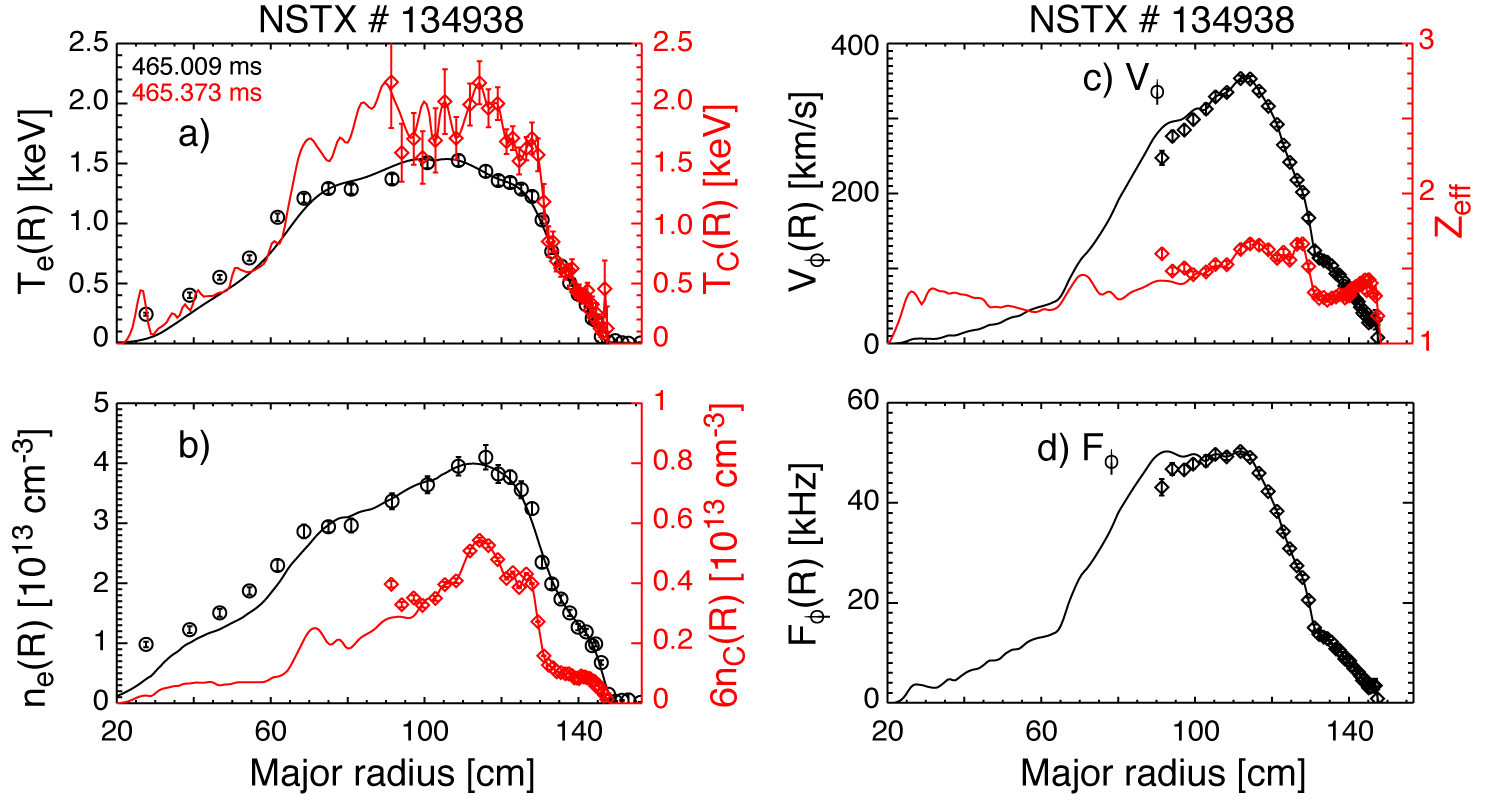 NSTX # 134938
2.5
2.0
1.5
1.0
0.5
0
Te(R) [keV]
465.009 ms
465.373 ms
a)
2.5
2.0
1.5
1.0
0.5
0
TC(R) [keV]
5
4
3
2
1
0
ne(R) [10^13 cm^-3]
b)
1
0.8
0.6
0.4
0.2
0
6nC(R) [10^13 cm^-3]
20
60
100
140
Major radius [cm]
NSTX # 134938
400
200
0
Vϕ(R) [km/s]
c) Vϕ
3
2
1
Zeff
60
40
20
0
Fϕ(R) [kHz]
d) Fϕ
20
60
100
140
Major radius [cm]